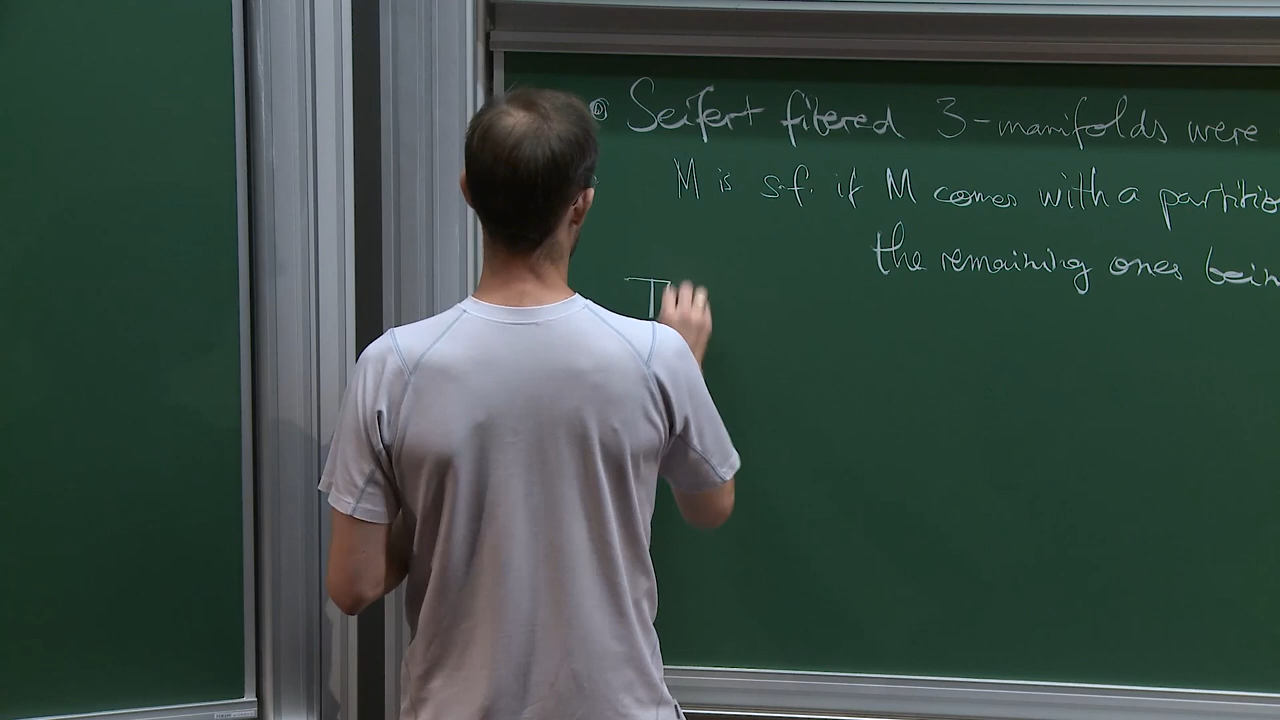 Seifert fibered 3-manifolds were
M is s.f. if M comes with a partitio
the remaining ones bein
T